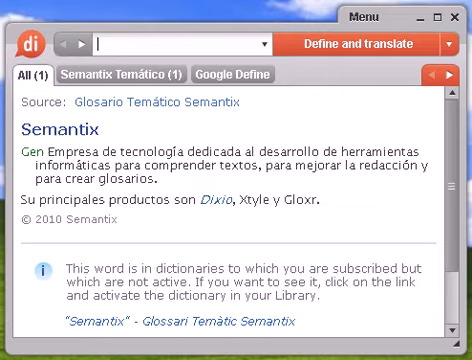 Menu
di
Define and translate
All (1)
Semantix Temático (1)
Google Define
Source: Glosario Temático Semantix
Semantix
Gen Empresa de tecnología dedicada al desarrollo de herramientas
informáticas para comprender textos, para mejorar la redacción y
para crear glosarios.
Su principales producto son Dixio, Xtyle y Gloxr.
© 2010 Semantix
i
This word is in dictionaries to which you are subscribed but
which are not active. If you want to see it, click on the link
and activate the dictionary in your Library.
"Semantix" - Glossari Temàtic Semantix